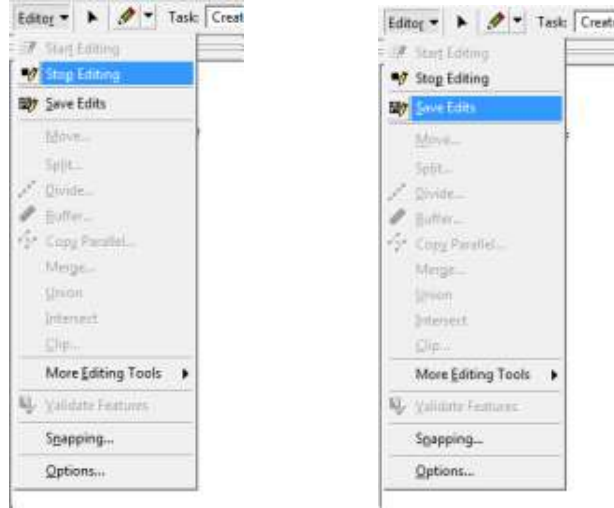 Editor Task: Creat
Start Editing
Stop Editing
Save Edits
Move...
Split...
Divide...
Buffer...
Copy Parallel...
Merge...
Union
Intersect
Clip...
More Editing Tools
Validate Features
Snapping...
Options...
Editor Task: Creat
Start Editing
Stop Editing
Save Edits
Move...
Split...
Divide...
Buffer...
Copy Parallel...
Merge...
Union
Intersect
Clip...
More Editing Tools
Validate Features
Snapping...
Options...